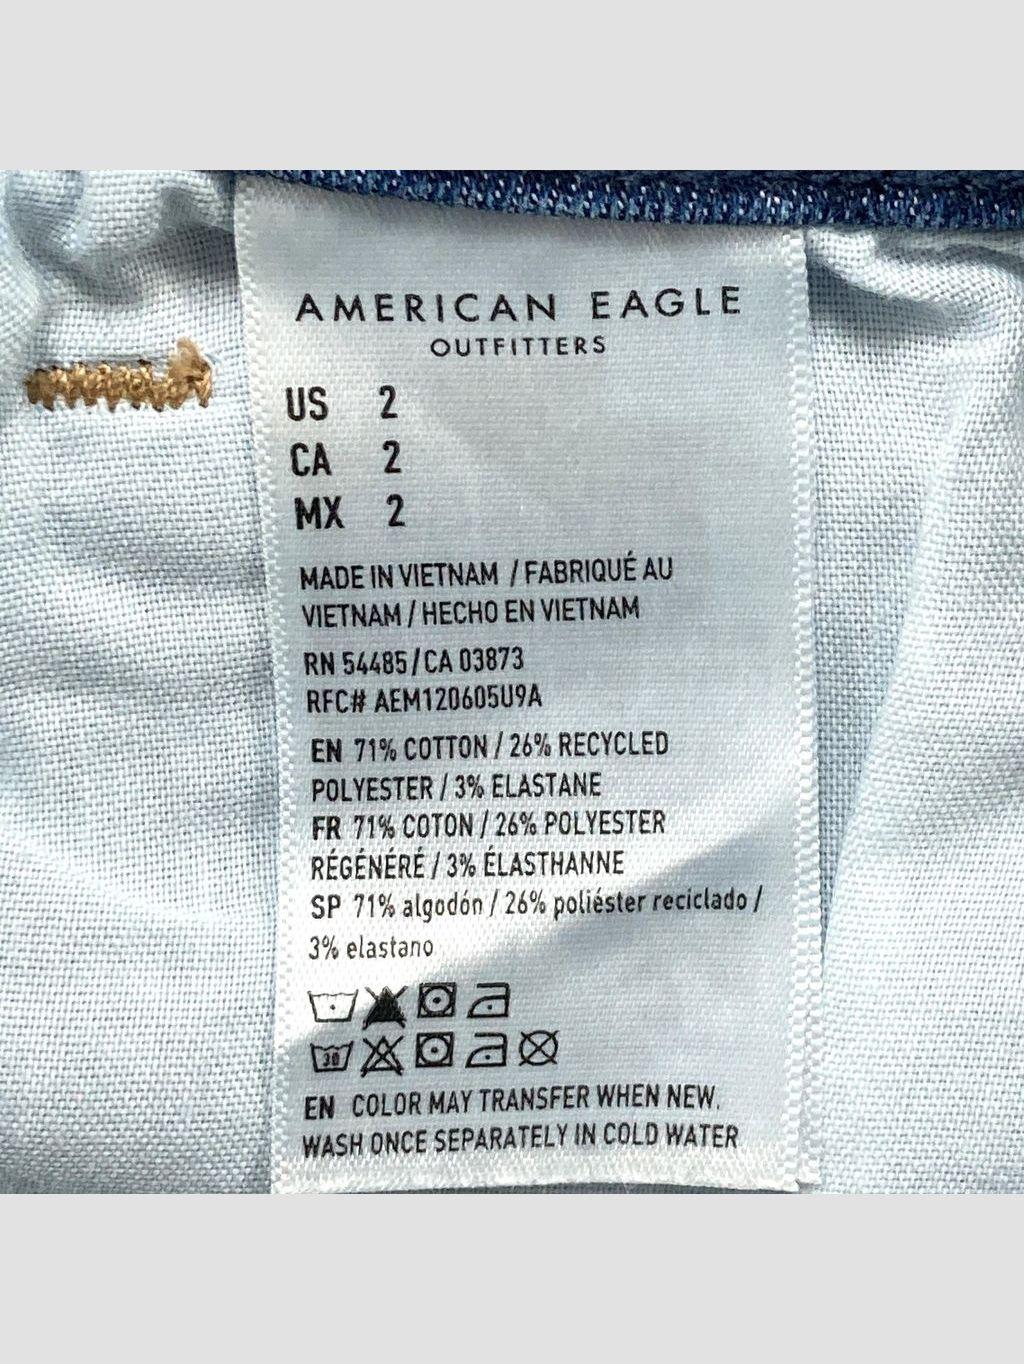 AMERICAN EAGLE
OUTFITTERS
US 2
CA 2
MX 2
MADE IN VIETNAM / FABRIQUÉ AU
VIETNAM / HECHO EN VIETNAM
RN 54485 / CA 03873
RFC# AEM120605U9A
EN 71% COTTON / 26% RECYCLED
POLYESTER / 3% ELASTANE
FR 71% COTON / 26% POLYESTER
RÉGÉNÉRÉ / 3% ÉLASTHANNE
SP 71% algodón / 26% poliéster reciclado /
3% elastano
30
EN COLOR MAY TRANSFER WHEN NEW.
WASH ONCE SEPARATELY IN COLD WATER